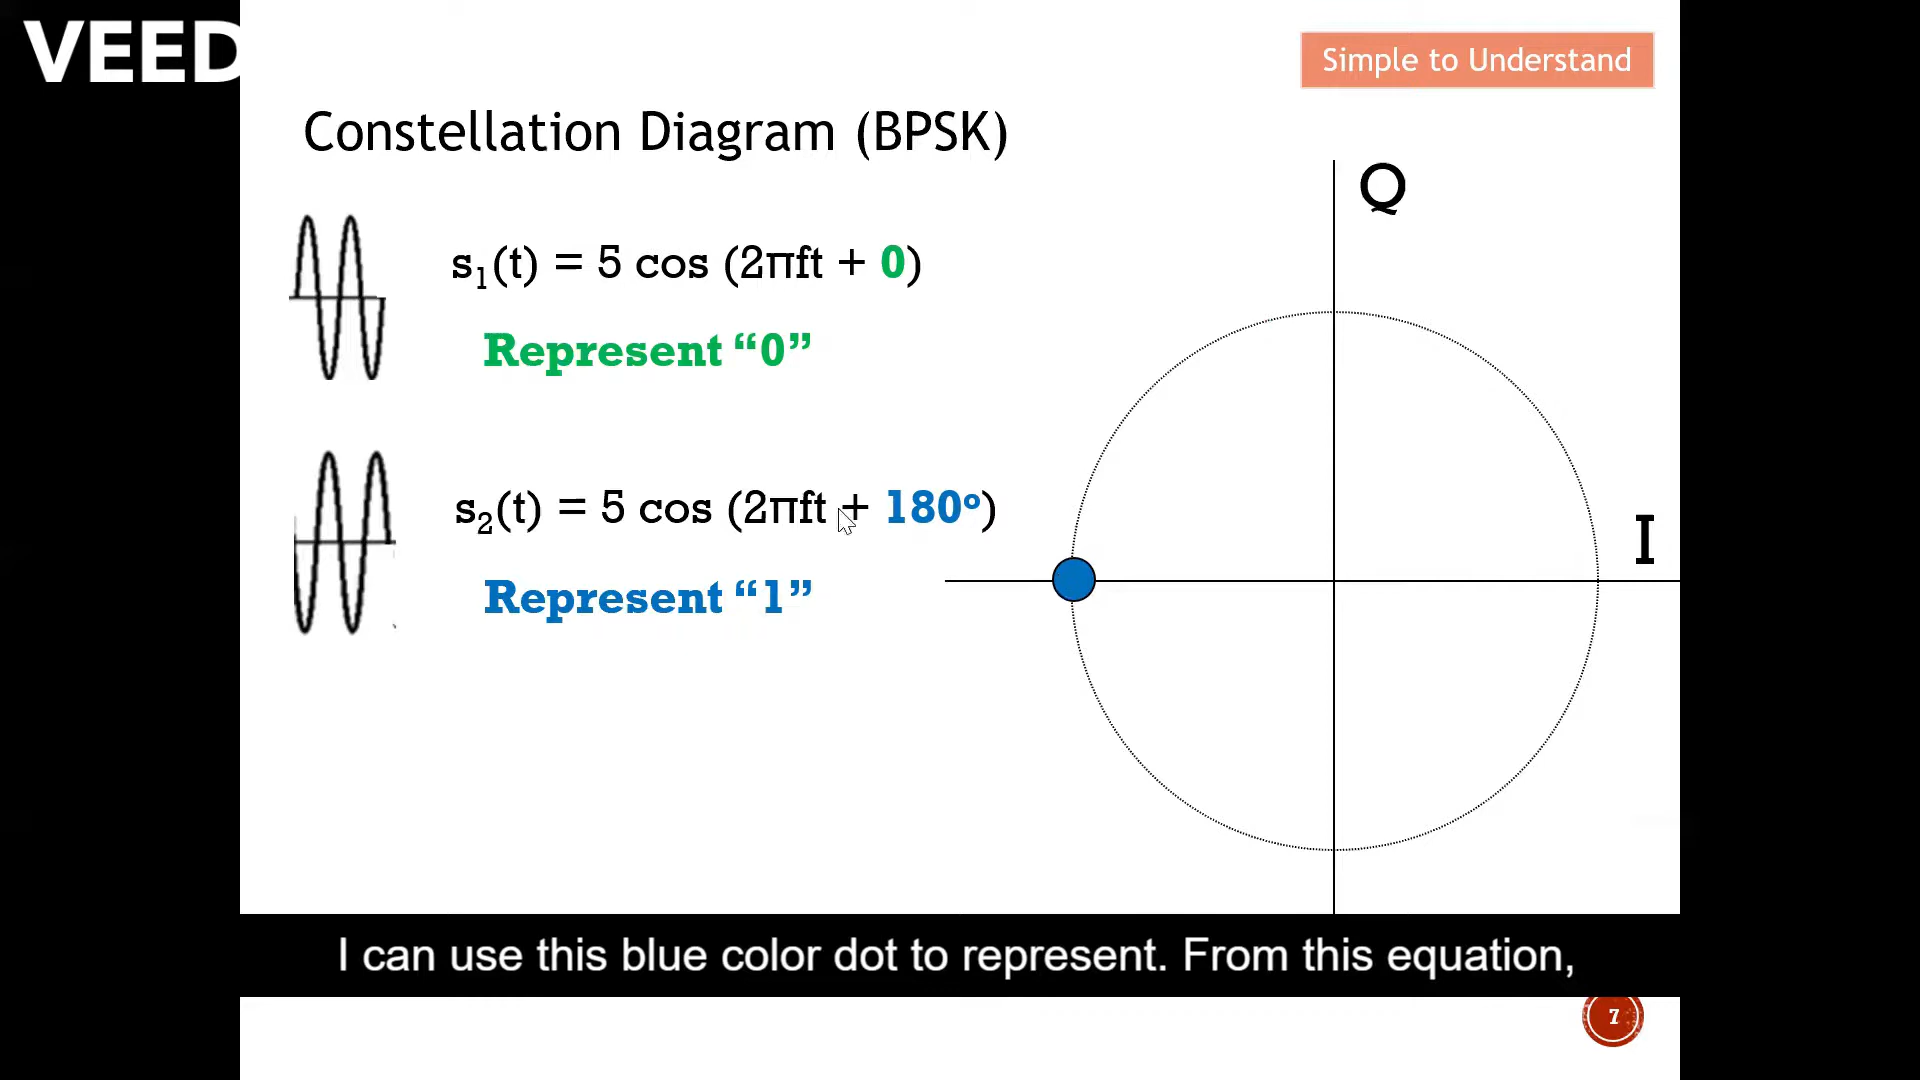 VEED
Simple to Understand
Constellation Diagram (BPSK)
Q
s₁(t) = 5 cos (2πft + 0)
Represent “0”
s₂(t) = 5 cos (2πft + 180°)
I
Represent “1”
I can use this blue color dot to represent. From this equation,
7